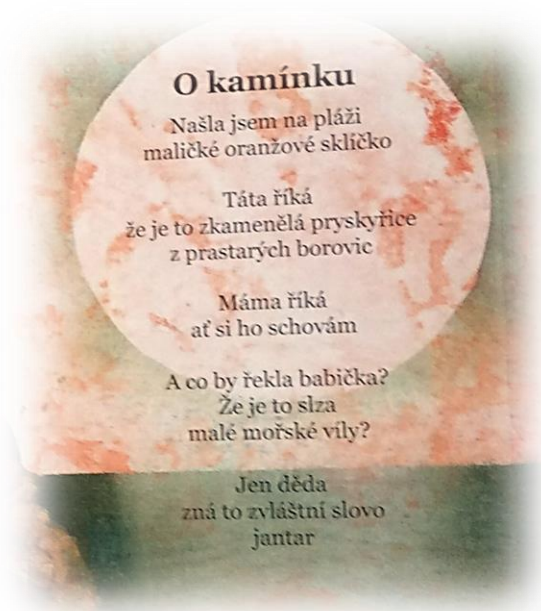 O kamínku
Našla jsem na pláži
maličké oranžové sklíčko
Táta říká
že je to zkamenělá pryskyřice
z prastarých borovic
Máma říká
ať si ho schovám
A co by řekla babička?
Že je to slza
malé mořské víly?
Jen děda
zná to zvláštní slovo
jantar